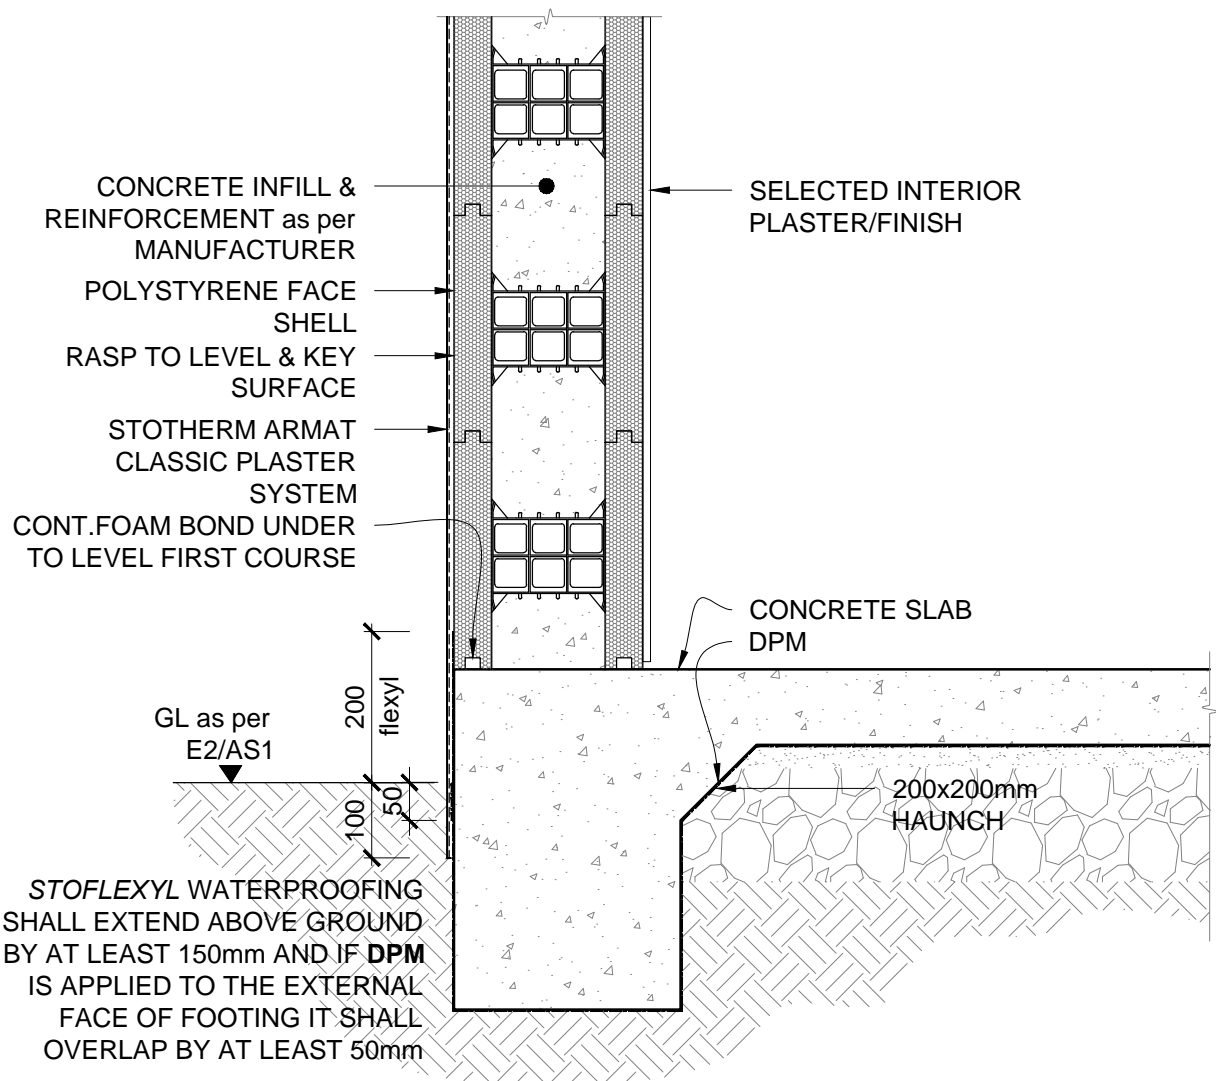 CONCRETE INFILL &
REINFORCEMENT as per
MANUFACTURER
POLYSTYRENE FACE
SHELL
RASP TO LEVEL & KEY
SURFACE
STOTHERM ARMAT
CLASSIC PLASTER
SYSTEM
CONT.FOAM BOND UNDER
TO LEVEL FIRST COURSE
SELECTED INTERIOR
PLASTER/FINISH
CONCRETE SLAB
DPM
200
flexyl
GL as per
E2/AS1
100
50
200x200mm
HAUNCH
STOFLEXYL WATERPROOFING
SHALL EXTEND ABOVE GROUND
BY AT LEAST 150mm AND IF DPM
IS APPLIED TO THE EXTERNAL
FACE OF FOOTING IT SHALL
OVERLAP BY AT LEAST 50mm